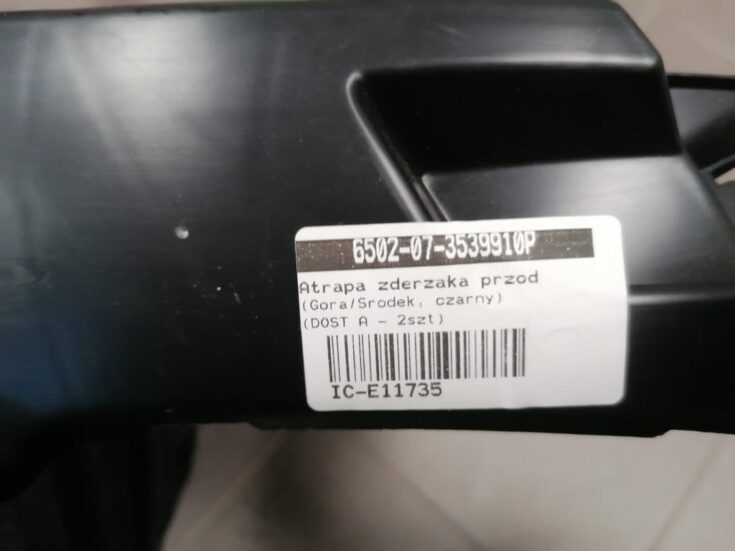 6502-07-3539910P
Atrapa zderzaka przod
(Gora/Srodek, czarny)
(DOST A - 2szt)
IC-E11735